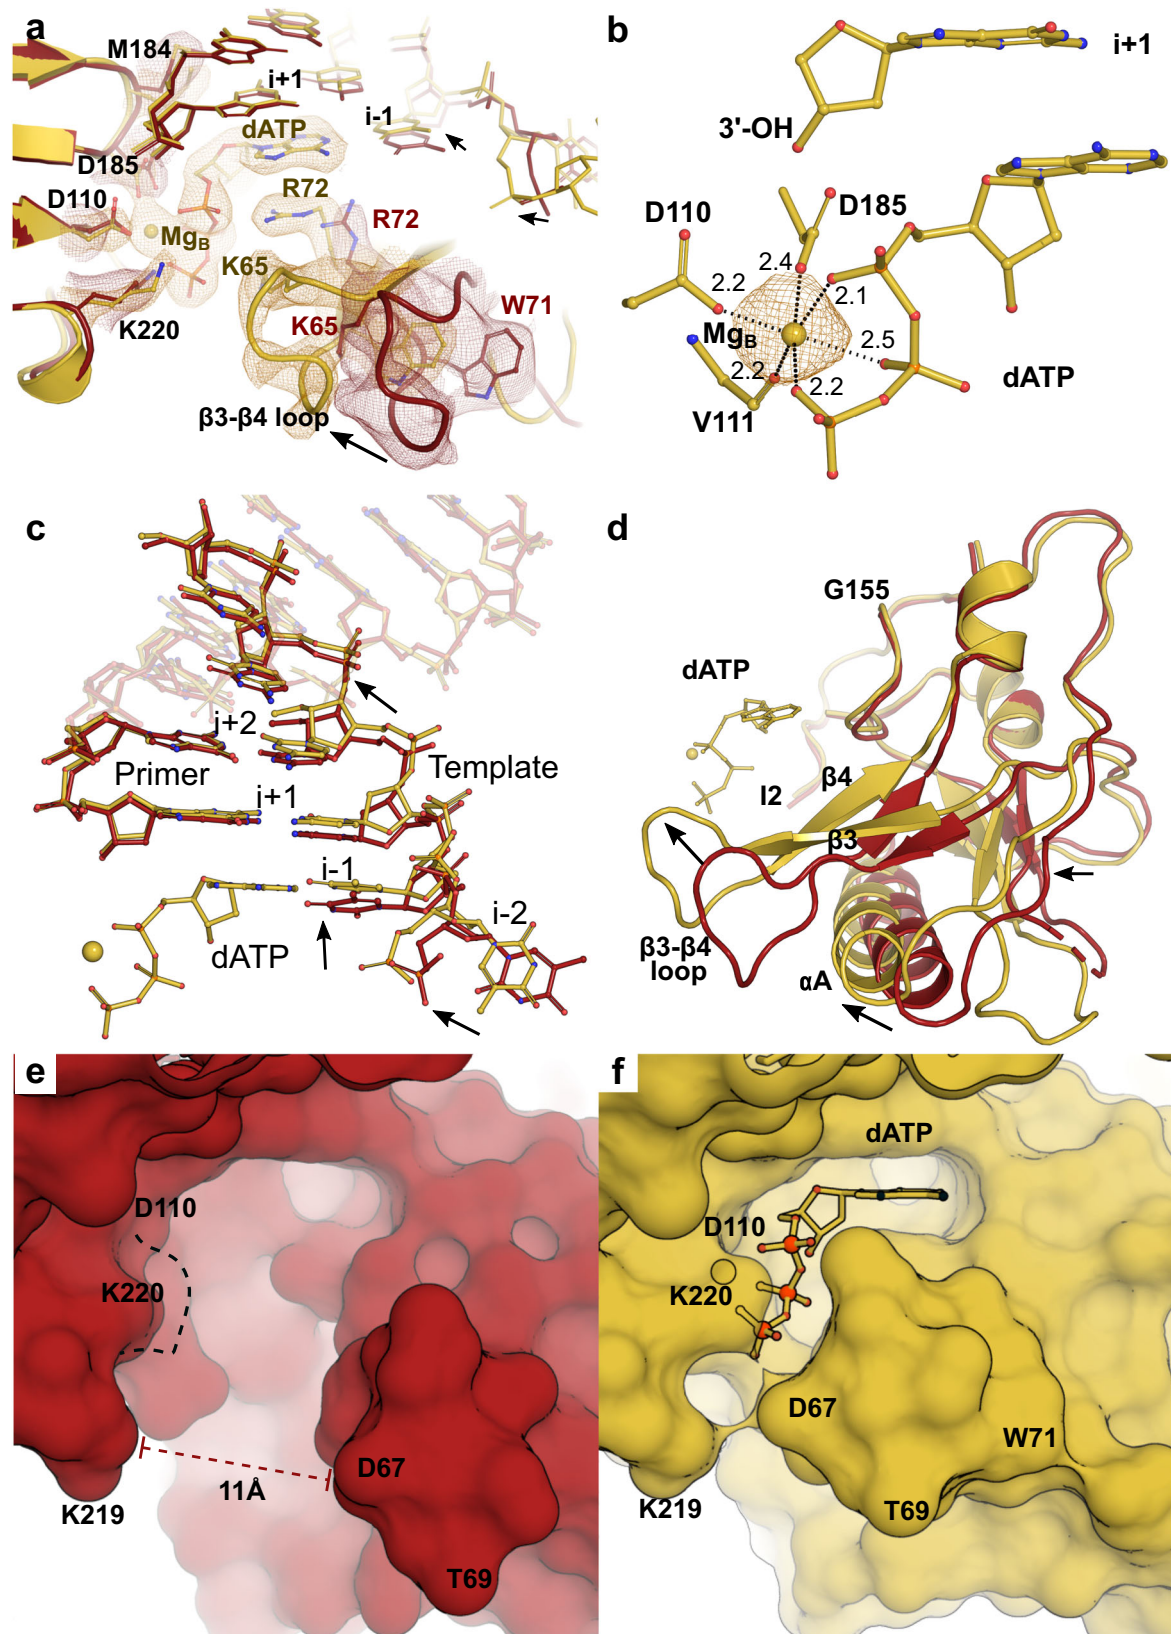 a
M184
i+1
i-1
dATP
D185
R72
D110
R72
MgB
K65
K220
K65
W71
β3-β4 loop
b
i+1
3'-OH
D110
D185
2.4
2.2
2.1
MgB
2.5
2.2
2.2
dATP
V111
c
i+2
Primer
Template
i+1
i-1
i-2
dATP
d
G155
dATP
β4
I2
β3
β3-β4
loop
αA
e
D110
K220
D67
11Å
K219
T69
f
dATP
D110
K220
D67
W71
K219
T69